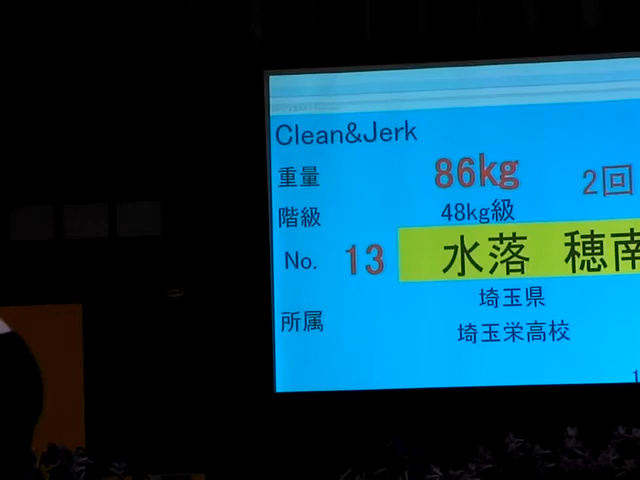 Clean&Jerk
重量 86kg 2回
階級 48kg級
No. 13 水落 穂南
埼玉県
所属 埼玉栄高校